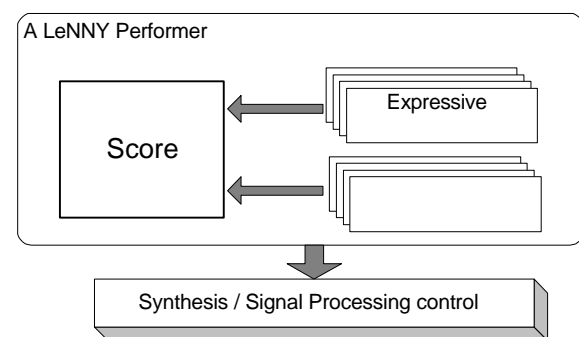 A LeNNY Performer
Expressive
Score
Synthesis / Signal Processing control